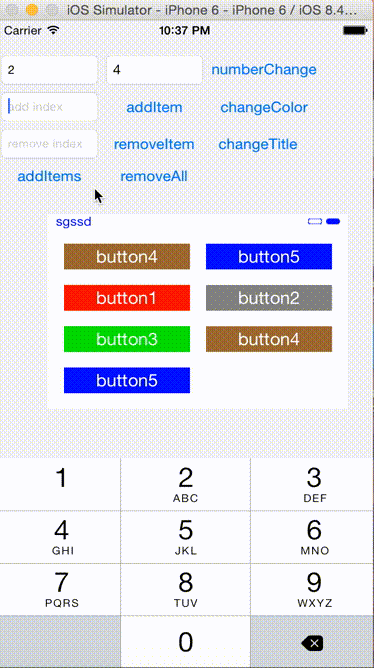 iOS Simulator - iPhone 6 - iPhone 6 / iOS 8.4...
Carrier 10:37 PM
2 4 numberChange
add index addItem changeColor
remove index removeItem changeTitle
addItems removeAll
sgssd
button4 button5
button1 button2
button3 button4
button5
1 2 3
ABC DEF
4 5 6
GHI JKL MNO
7 8 9
PQRS TUV WXYZ
0